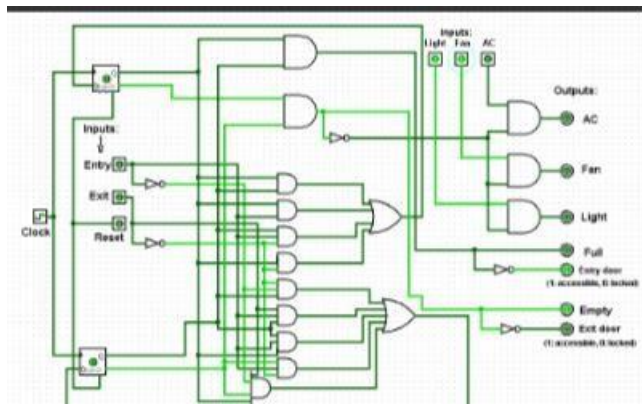 Inputs:
Light Fan AC
Outputs:
AC
Inputs:
Entry
Fan
Exit
Light
Reset
Clock
Full
Entry door
(1: accessible, 0: locked)
Empty
Exit door
(1: accessible, 0: locked)